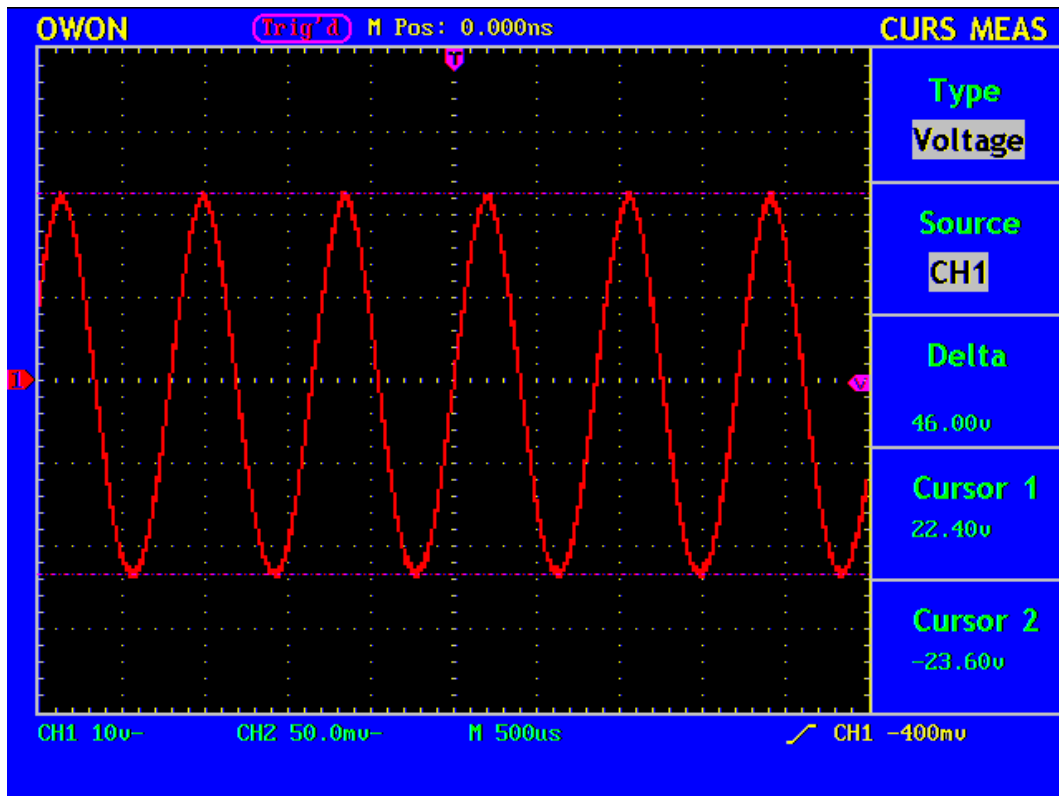 OWON Trig'd M Pos: 0.000ns CURS MEAS
T
Type
Voltage
Source
CH1
1
V
Delta
46.00v
Cursor 1
22.40v
Cursor 2
-23.60v
CH1 10v- CH2 50.0mv- M 500us CH1 -400mv